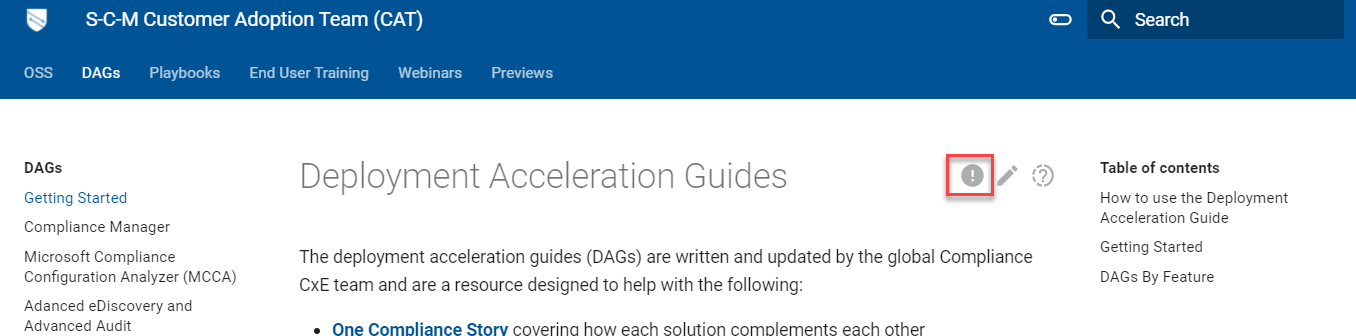 S-C-M Customer Adoption Team (CAT)
Search
OSS DAGs Playbooks End User Training Webinars Previews
DAGs
Getting Started
Compliance Manager
Microsoft Compliance
Configuration Analyzer (MCCA)
Adanced eDiscovery and
Advanced Audit
Deployment Acceleration Guides
The deployment acceleration guides (DAGs) are written and updated by the global Compliance
CxE team and are a resource designed to help with the following:
• One Compliance Story covering how each solution complements each other
Table of contents
How to use the Deployment
Acceleration Guide
Getting Started
DAGs By Feature